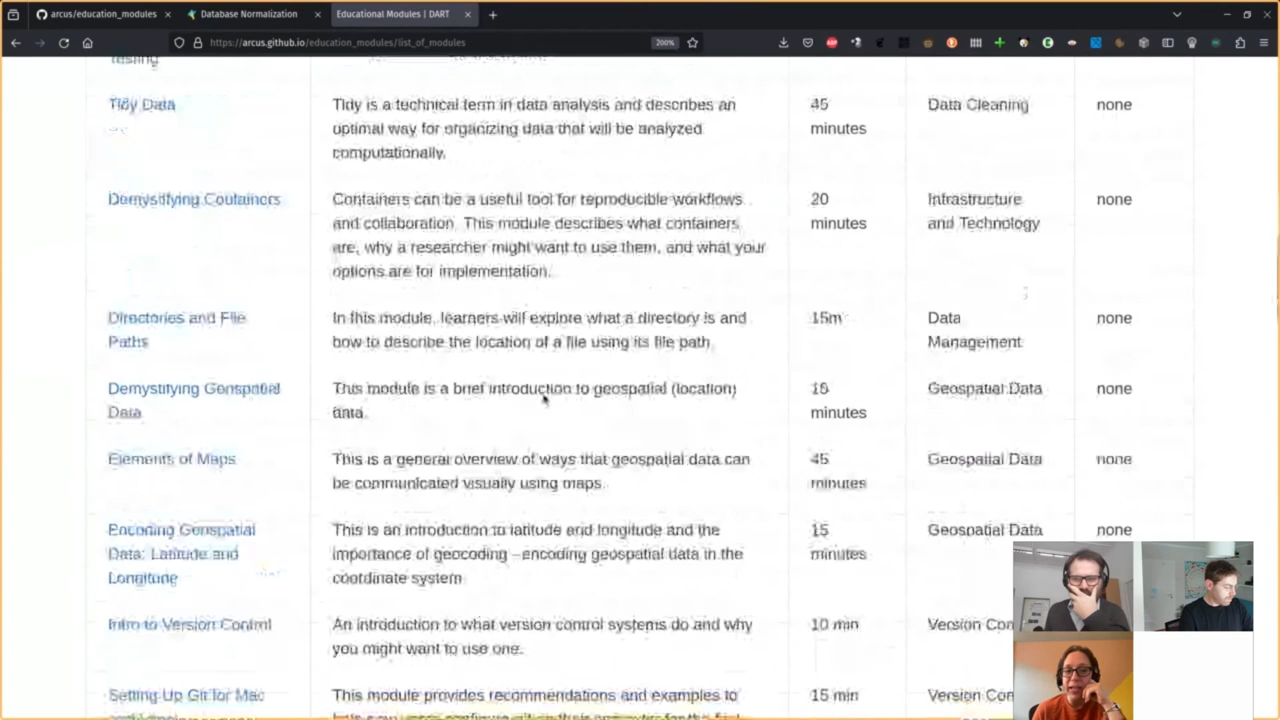 arcus/education_modules
Database Normalization
Educational Modules | DART
https://arcus.github.io/education_modules/list_of_modules
200%
Tidy Data
Tidy is a technical term in data analysis and describes an
optimal way for organizing data that will be analyzed
computationally.
45
minutes
Data Cleaning
none
Demystifying Containers
Containers can be a useful tool for reproducible workflows
and collaboration. This module describes what containers
are, why a researcher might want to use them, and what your
options are for implementation.
20
minutes
Infrastructure
and Technology
none
Directories and File
Paths
In this module, learners will explore what a directory is and
how to describe the location of a file using its file path.
15m
Data
Management
none
Demystifying Geospatial
Data
This module is a brief introduction to geospatial (location)
data.
minutes
Geospatial Data
none
Elements of Maps
This is a general overview of ways that geospatial data can
be communicated visually using maps.
45
minutes
Geospatial Data
none
Encoding Geospatial
Data: Latitude and
Longitude
This is an introduction to latitude and longitude and the
importance of geocoding --encoding geospatial data in the
coordinate system
15
minutes
Geospatial Data
none
Intro to Version Control
An introduction to what version control systems do and why
you might want to use one.
10 min
Version Con
Setting Up Git for Mac
This module provides recommendations and examples to
15 min
Version Con